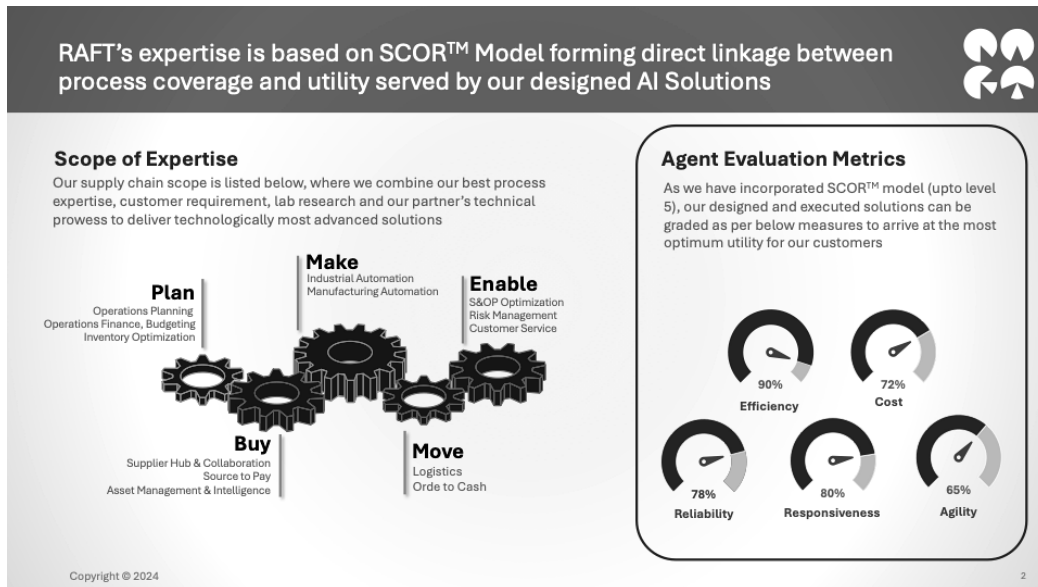 RAFT's expertise is based on SCOR™ Model forming direct linkage between
process coverage and utility served by our designed AI Solutions
Scope of Expertise
Our supply chain scope is listed below, where we combine our best process
expertise, customer requirement, lab research and our partner's technical
prowess to deliver technologically most advanced solutions
Plan
Operations Planning
Operations Finance, Budgeting
Inventory Optimization
Make
Industrial Automation
Manufacturing Automation
Enable
S&OP Optimization
Risk Management
Customer Service
Buy
Supplier Hub & Collaboration
Source to Pay
Asset Management & Intelligence
Move
Logistics
Orde to Cash
Agent Evaluation Metrics
As we have incorporated SCOR™ model (upto level
5), our designed and executed solutions can be
graded as per below measures to arrive at the most
optimum utility for our customers
90%
Efficiency
72%
Cost
78%
Reliability
80%
Responsiveness
65%
Agility
Copyright © 2024
2